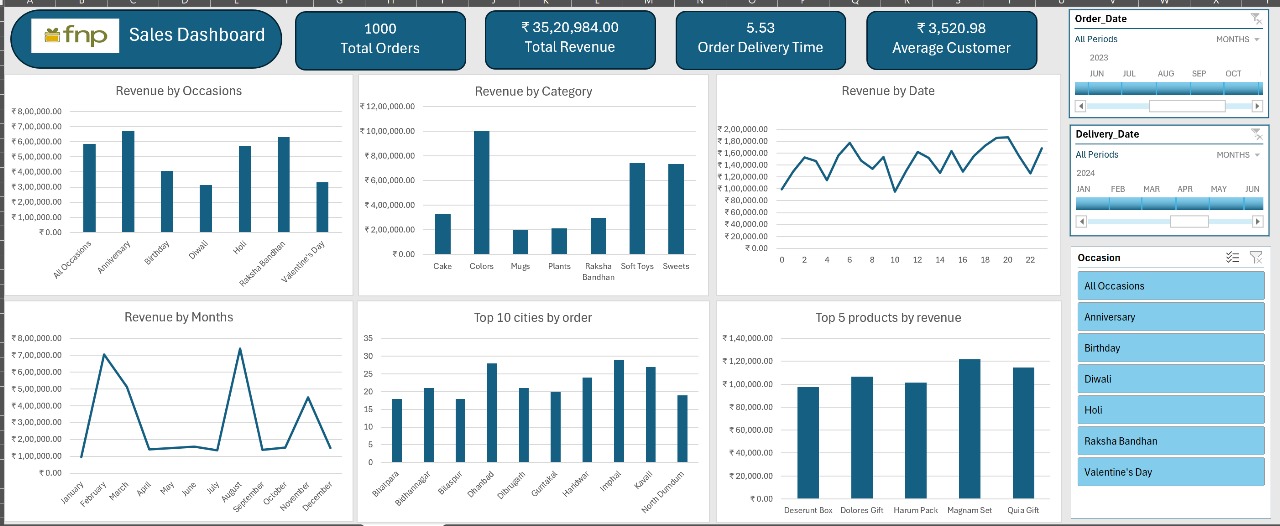 fnp
Sales Dashboard
1000
Total Orders
₹ 35,20,984.00
Total Revenue
5.53
Order Delivery Time
₹ 3,520.98
Average Customer
Order_Date
All Periods
MONTHS
2023
JUN JUL AUG SEP OCT
Delivery_Date
All Periods
MONTHS
2024
JAN FEB MAR APR MAY JUN
Occasion
All Occasions
Anniversary
Birthday
Diwali
Holi
Raksha Bandhan
Valentine's Day
Revenue by Occasions
₹ 8,00,000.00
₹ 7,00,000.00
₹ 6,00,000.00
₹ 5,00,000.00
₹ 4,00,000.00
₹ 3,00,000.00
₹ 2,00,000.00
₹ 1,00,000.00
₹ 0.00
All Occasions Anniversary Birthday Diwali Holi Raksha Bandhan Valentine's Day
Revenue by Category
₹ 12,00,000.00
₹ 10,00,000.00
₹ 8,00,000.00
₹ 6,00,000.00
₹ 4,00,000.00
₹ 2,00,000.00
₹ 0.00
Cake Colors Mugs Plants Raksha Bandhan Soft Toys Sweets
Revenue by Date
₹ 2,00,000.00
₹ 1,80,000.00
₹ 1,60,000.00
₹ 1,40,000.00
₹ 1,20,000.00
₹ 1,00,000.00
₹ 80,000.00
₹ 60,000.00
₹ 40,000.00
₹ 20,000.00
₹ 0.00
0 2 4 6 8 10 12 14 16 18 20 22
Revenue by Months
₹ 8,00,000.00
₹ 7,00,000.00
₹ 6,00,000.00
₹ 5,00,000.00
₹ 4,00,000.00
₹ 3,00,000.00
₹ 2,00,000.00
₹ 1,00,000.00
₹ 0.00
January February March April May June July August September October November December
Top 10 cities by order
35
30
25
20
15
10
5
0
Bhatpara Bidhannagar Bilaspur Dhanbad Dibrugarh Guntakal Haridwar Imphal Kavali North Dumdum
Top 5 products by revenue
₹ 1,40,000.00
₹ 1,20,000.00
₹ 1,00,000.00
₹ 80,000.00
₹ 60,000.00
₹ 40,000.00
₹ 20,000.00
₹ 0.00
Deserunt Box Dolores Gift Harum Pack Magnam Set Quia Gift